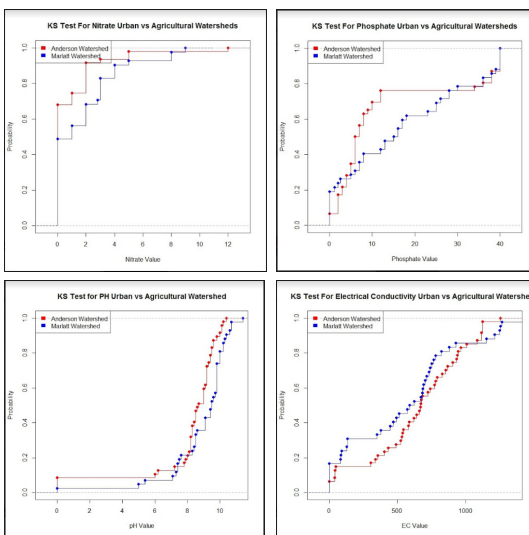 KS Test For Nitrate Urban vs Agricultural Watersheds
Anderson Watershed
Marlatt Watershed
Probability
1.0
0.8
0.6
0.4
0.2
0.0
0 2 4 6 8 10 12
Nitrate Value
KS Test For Phosphate Urban vs Agricultural Watersheds
Anderson Watershed
Marlatt Watershed
Probability
1.0
0.8
0.6
0.4
0.2
0.0
0 10 20 30 40
Phosphate Value
KS Test for PH Urban vs Agricultural Watershed
Anderson Watershed
Marlatt Watershed
Probability
1.0
0.8
0.6
0.4
0.2
0.0
0 2 4 6 8 10
pH Value
KS Test For Electrical Conductivity Urban vs Agricultural Watershe
Anderson Watershed
Marlatt Watershed
Probability
1.0
0.8
0.6
0.4
0.2
0.0
0 500 1000
EC Value